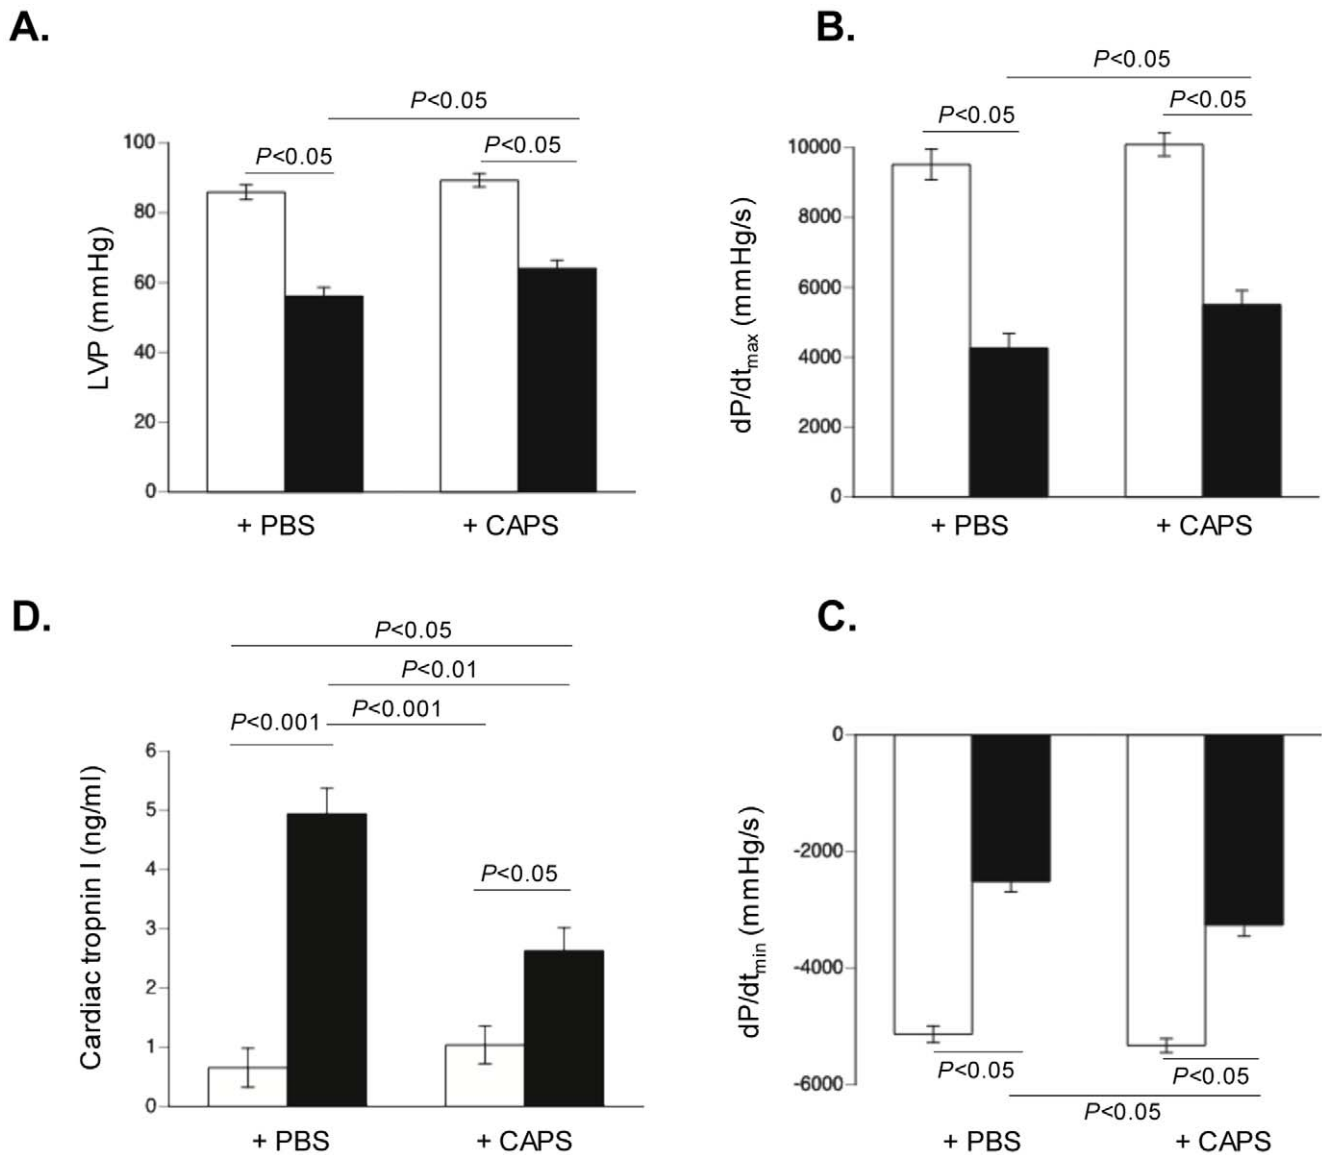 A.
P<0.05
P<0.05
P<0.05
100
80
60
40
20
0
LVP (mmHg)
+ PBS
+ CAPS
B.
P<0.05
P<0.05
P<0.05
10000
8000
6000
4000
2000
0
dP/dtmax (mmHg/s)
+ PBS
+ CAPS
D.
P<0.05
P<0.01
P<0.001
P<0.001
P<0.05
6
5
4
3
2
1
0
Cardiac tropnin I (ng/ml)
+ PBS
+ CAPS
C.
0
-2000
-4000
-6000
dP/dtmin (mmHg/s)
P<0.05
P<0.05
P<0.05
+ PBS
+ CAPS